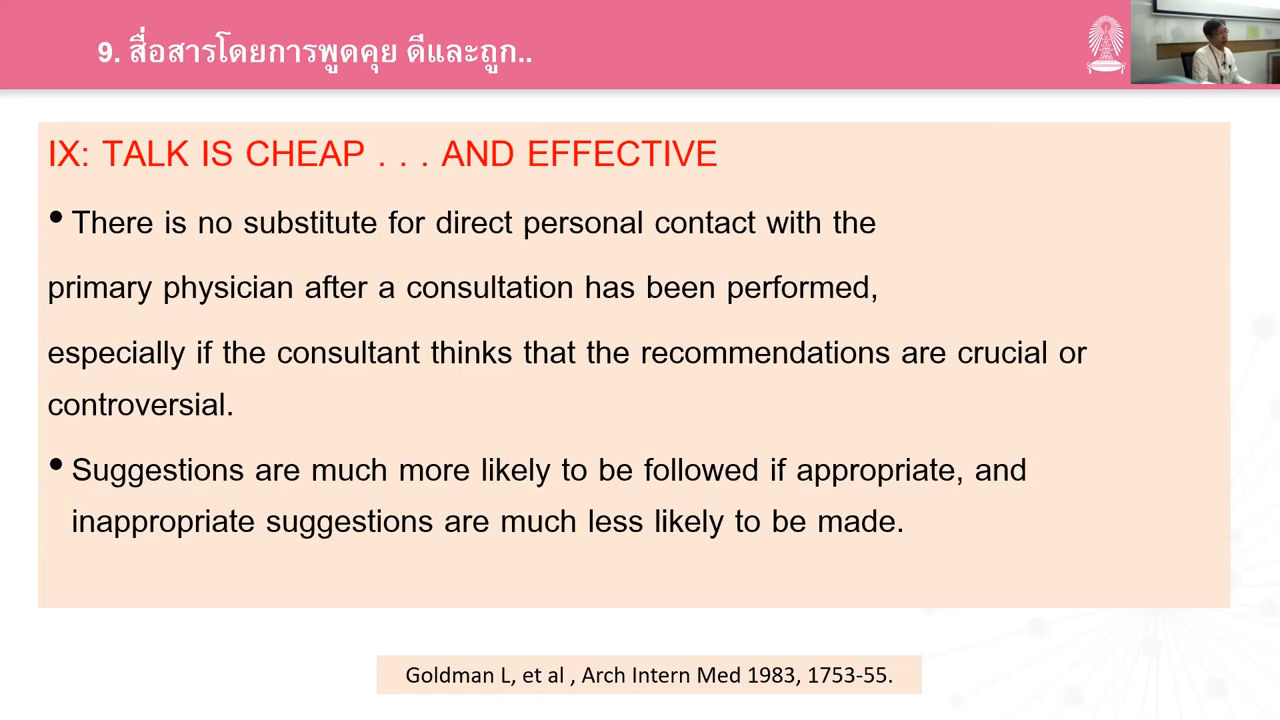 9. สื่อสารโดยการพูดคุย ดีและถูก..
IX: TALK IS CHEAP . . . AND EFFECTIVE
• There is no substitute for direct personal contact with the
primary physician after a consultation has been performed,
especially if the consultant thinks that the recommendations are crucial or
controversial.
• Suggestions are much more likely to be followed if appropriate, and
inappropriate suggestions are much less likely to be made.
Goldman L, et al , Arch Intern Med 1983, 1753-55.